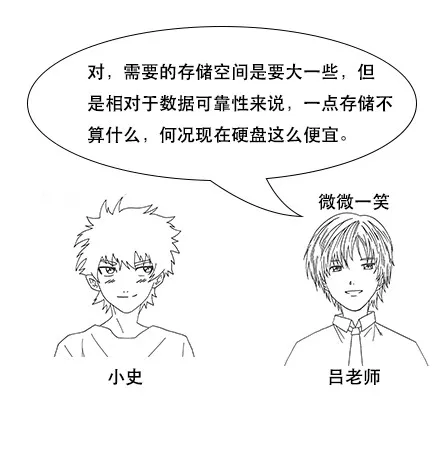 对，需要的存储空间是要大一些，但
是相对于数据可靠性来说，一点存储不
算什么，何况现在硬盘这么便宜。
微微一笑
小史
吕老师